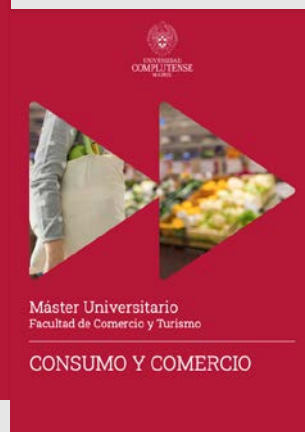 UNIVERSIDAD
COMPLUTENSE
MADRID
Máster Universitario
Facultad de Comercio y Turismo
CONSUMO Y COMERCIO